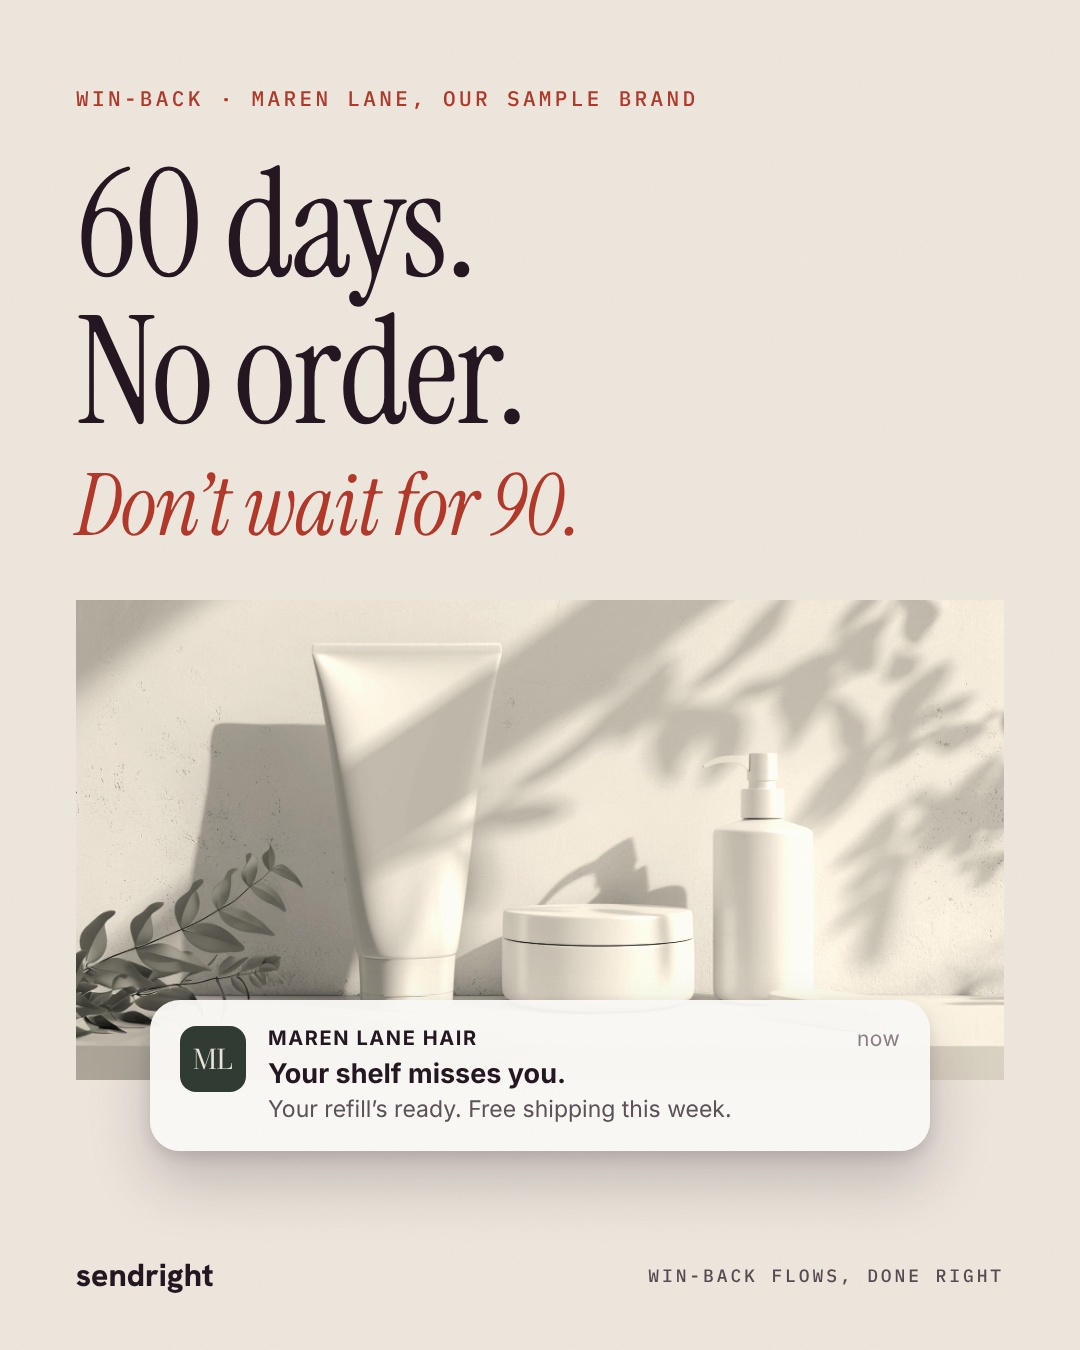 WIN-BACK · MAREN LANE, OUR SAMPLE BRAND
60 days.
No order.
Don’t wait for 90.
ML
MAREN LANE HAIR
now
Your shelf misses you.
Your refill’s ready. Free shipping this week.
sendright
WIN-BACK FLOWS, DONE RIGHT